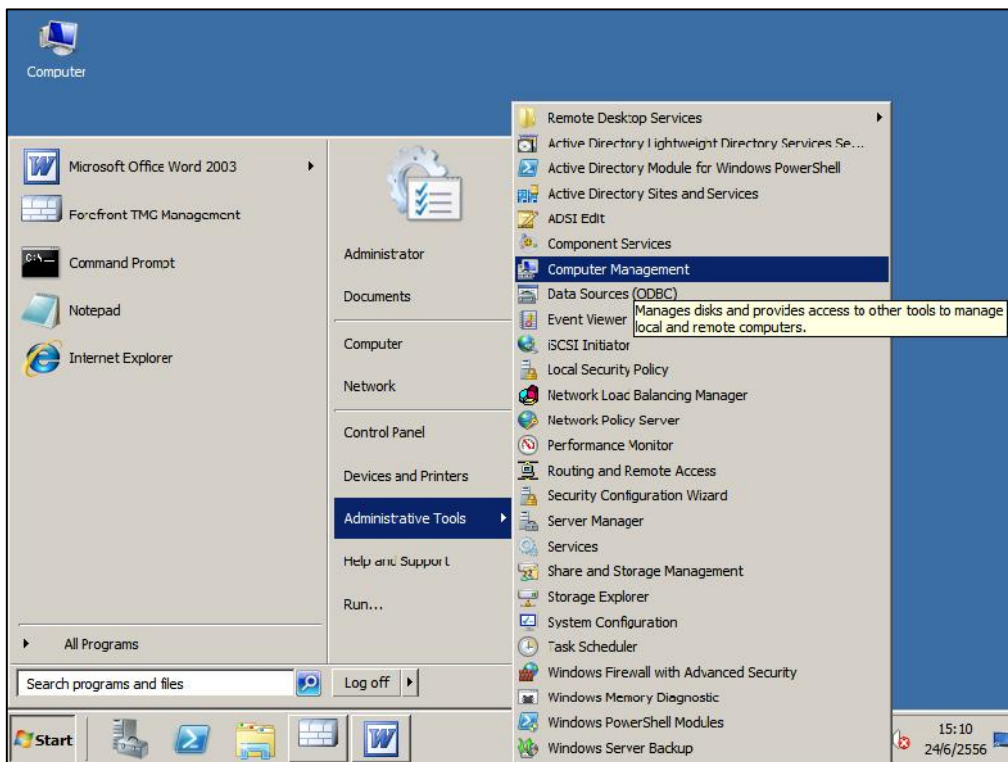 Computer
Microsoft Office Word 2003
Forefront TMG Management
Command Prompt
C:\
Notepad
Internet Explorer
All Programs
Search programs and files
Administrator
Documents
Computer
Network
Control Panel
Devices and Printers
Administrative Tools
Help and Support
Run...
Log off
Remote Desktop Services
Active Directory Lightweight Directory Services Se...
Active Directory Module for Windows PowerShell
Active Directory Sites and Services
ADSI Edit
Component Services
Computer Management
Data Sources (ODBC)
Manages disks and provides access to other tools to manage
local and remote computers.
Event Viewer
iSCSI Initiator
Local Security Policy
Network Load Balancing Manager
Network Policy Server
Performance Monitor
Routing and Remote Access
Security Configuration Wizard
Server Manager
Services
Share and Storage Management
Storage Explorer
System Configuration
Task Scheduler
Windows Firewall with Advanced Security
Windows Memory Diagnostic
Windows PowerShell Modules
Windows Server Backup
Start
15:10
24/6/2556